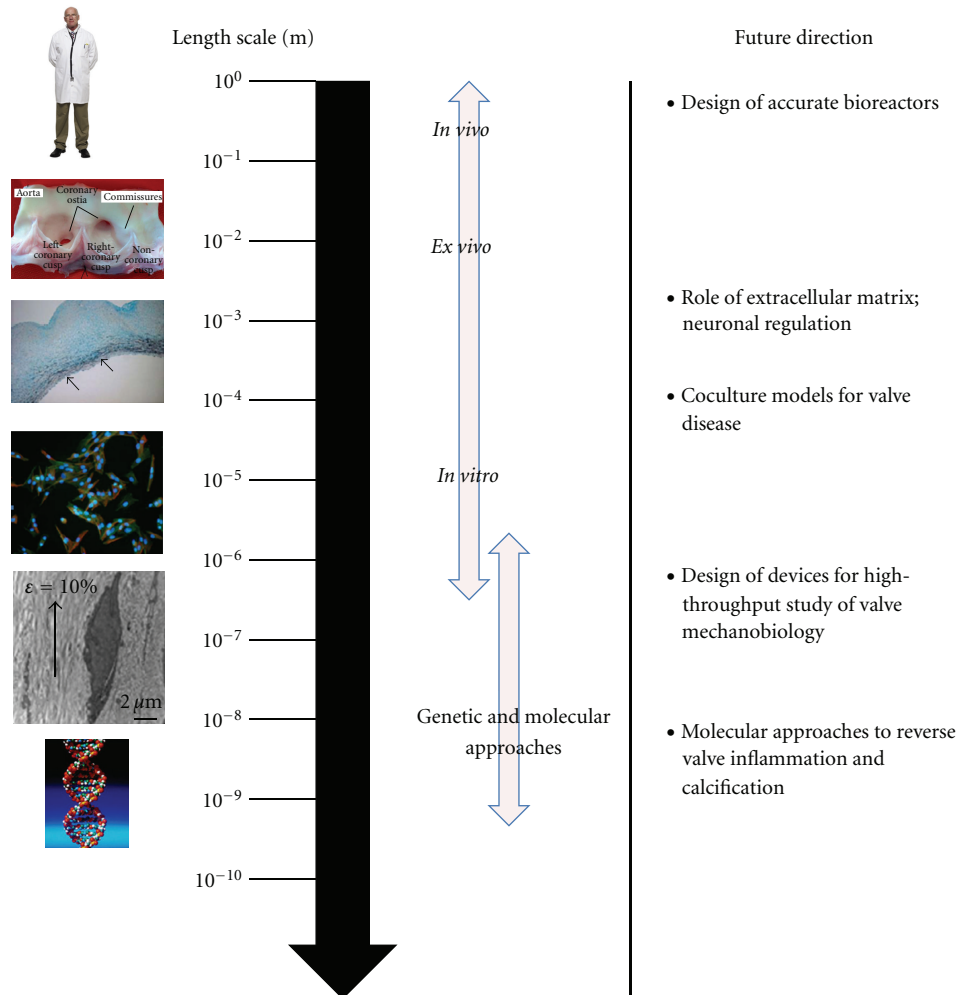 Length scale (m)
Future direction
10⁰
10⁻¹
10⁻²
10⁻³
10⁻⁴
10⁻⁵
10⁻⁶
10⁻⁷
10⁻⁸
10⁻⁹
10⁻¹⁰
Aorta
Coronary
ostia
Commissures
Left-
coronary
cusp
Right-
coronary
cusp
Non-
coronary
cusp
ε = 10%
2 μm
In vivo
Ex vivo
In vitro
Genetic and molecular
approaches
• Design of accurate bioreactors
• Role of extracellular matrix;
neuronal regulation
• Coculture models for valve
disease
• Design of devices for high-
throughput study of valve
mechanobiology
• Molecular approaches to reverse
valve inflammation and
calcification